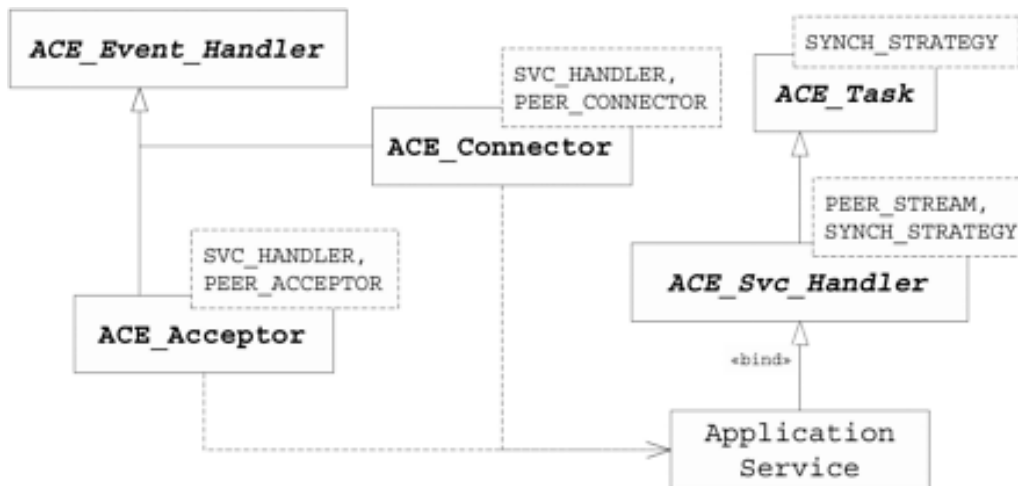 ACE_Event_Handler
SYNCH_STRATEGY
ACE_Task
SVC_HANDLER,
PEER_CONNECTOR
ACE_Connector
PEER_STREAM,
SYNCH_STRATEGY
ACE_Svc_Handler
SVC_HANDLER,
PEER_ACCEPTOR
ACE_Acceptor
«bind»
Application
Service